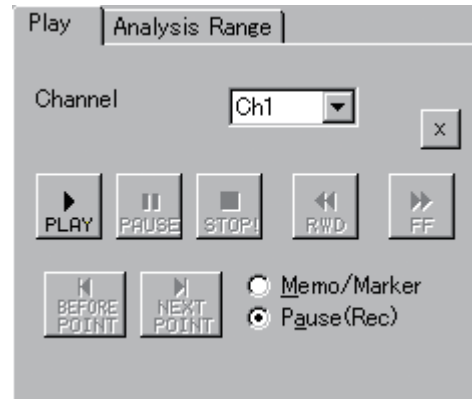 Play Analysis Range
Channel Ch1
x
PLAY PAUSE STOP! RWD FF
BEFORE POINT NEXT POINT
Memo/Marker
Pause(Rec)